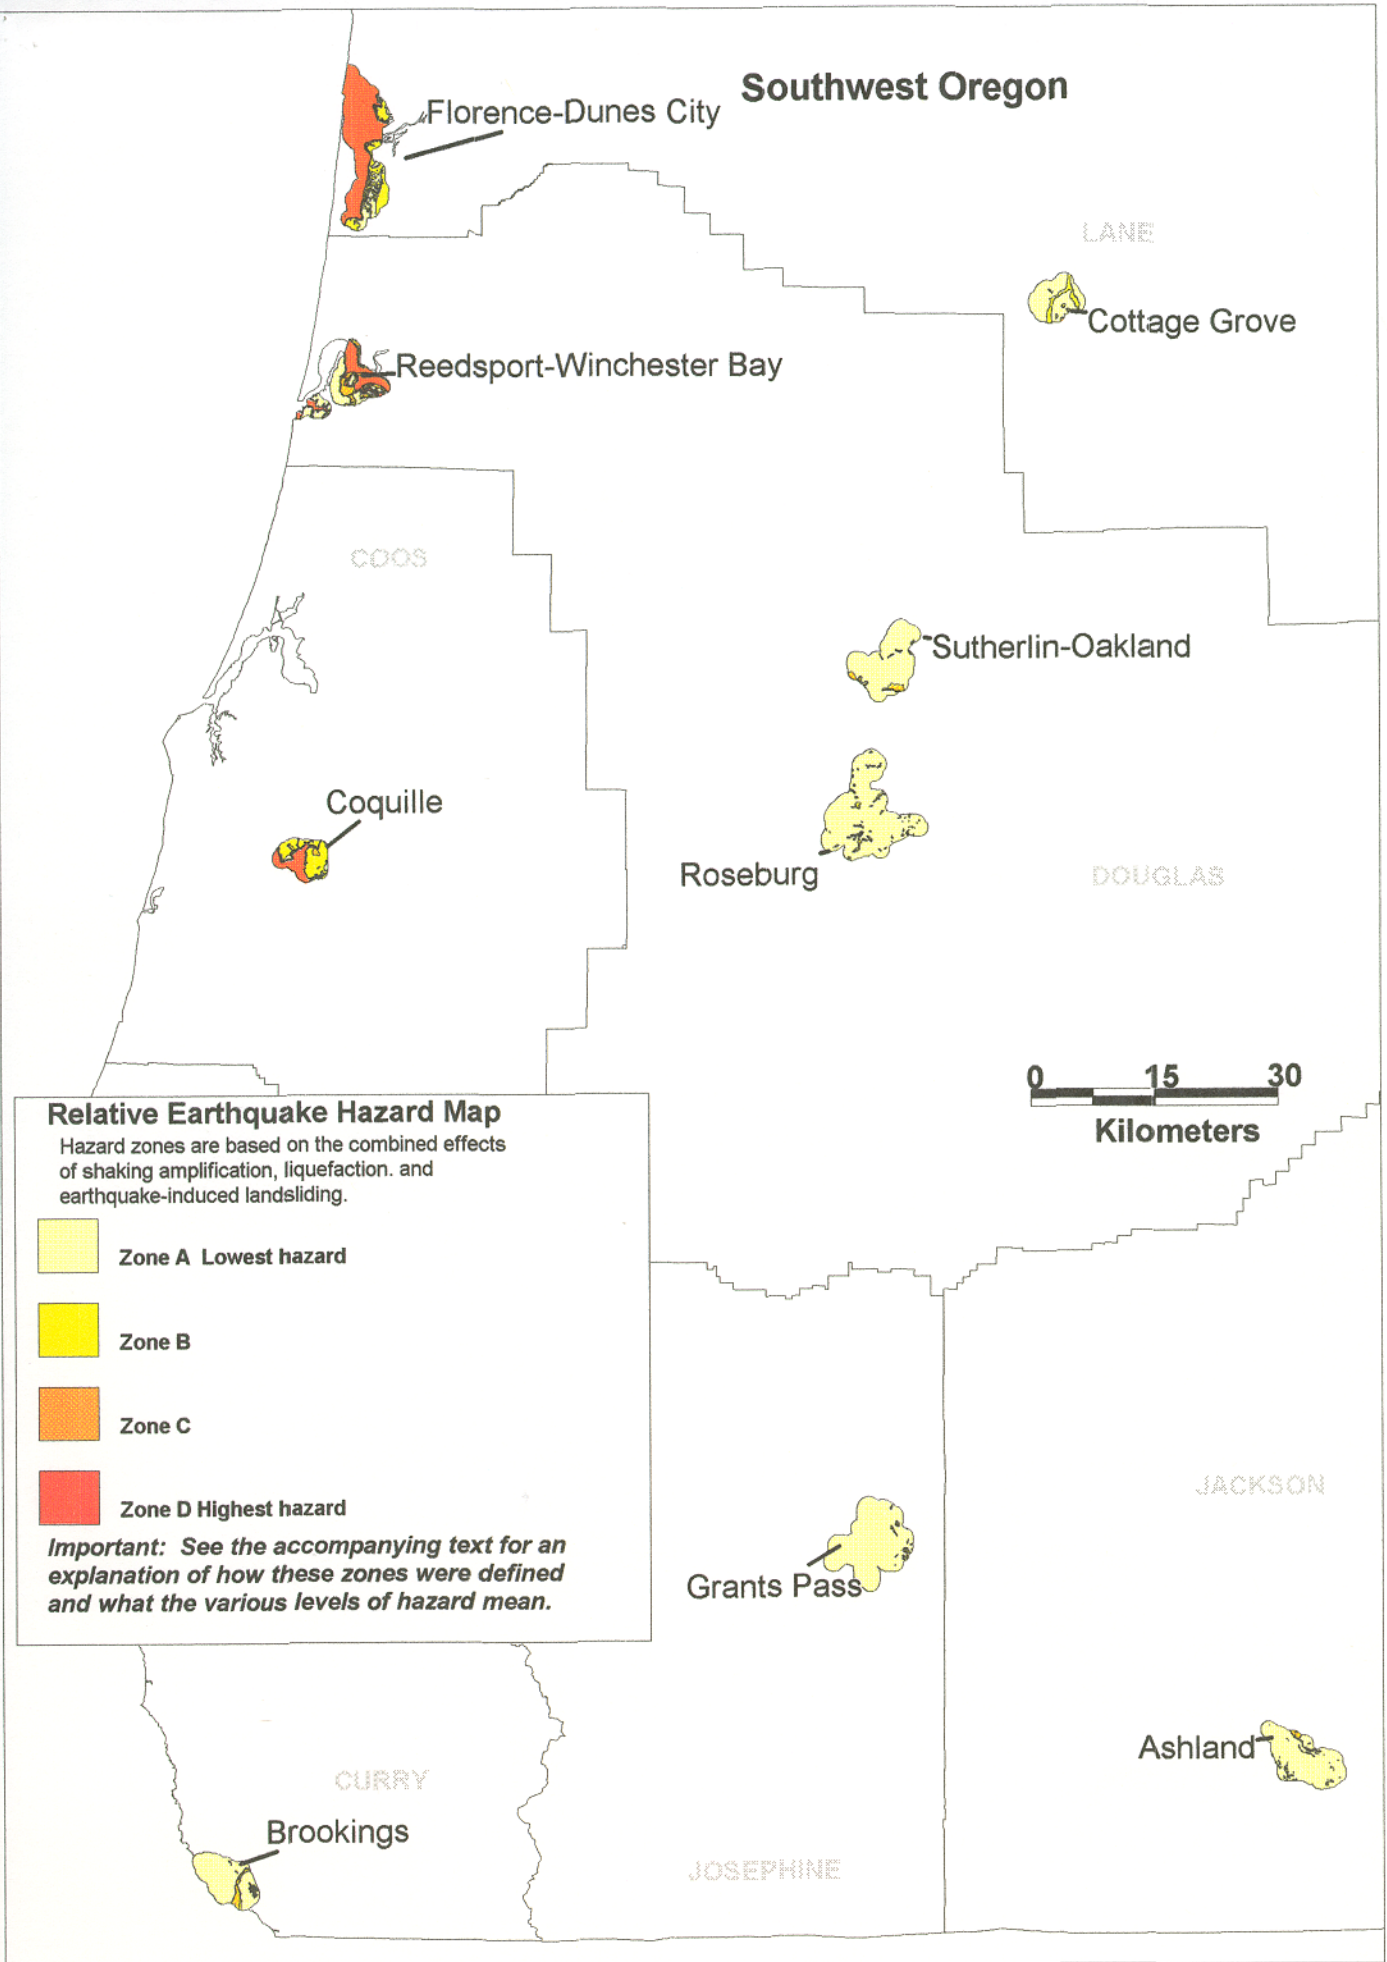 Southwest Oregon
Florence-Dunes City
LANE
Cottage Grove
Reedsport-Winchester Bay
COOS
Sutherlin-Oakland
Coquille
Roseburg
DOUGLAS
0 15 30
Kilometers
Relative Earthquake Hazard Map
Hazard zones are based on the combined effects
of shaking amplification, liquefaction. and
earthquake-induced landsliding.
Zone A Lowest hazard
Zone B
Zone C
Zone D Highest hazard
Important: See the accompanying text for an
explanation of how these zones were defined
and what the various levels of hazard mean.
JACKSON
Grants Pass
Ashland
CURRY
Brookings
JOSEPHINE